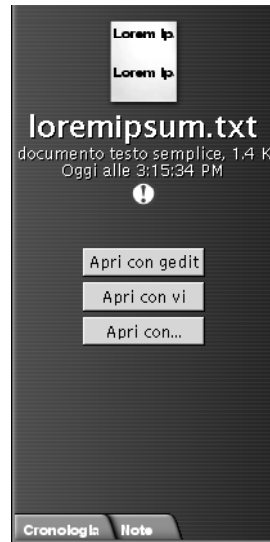 Lorem Ip.
Lorem Ip.
loremipsum.txt
documento testo semplice, 1.4 K
Oggi alle 3:15:34 PM
Apri con gedit
Apri con vi
Apri con...
Cronologia Note